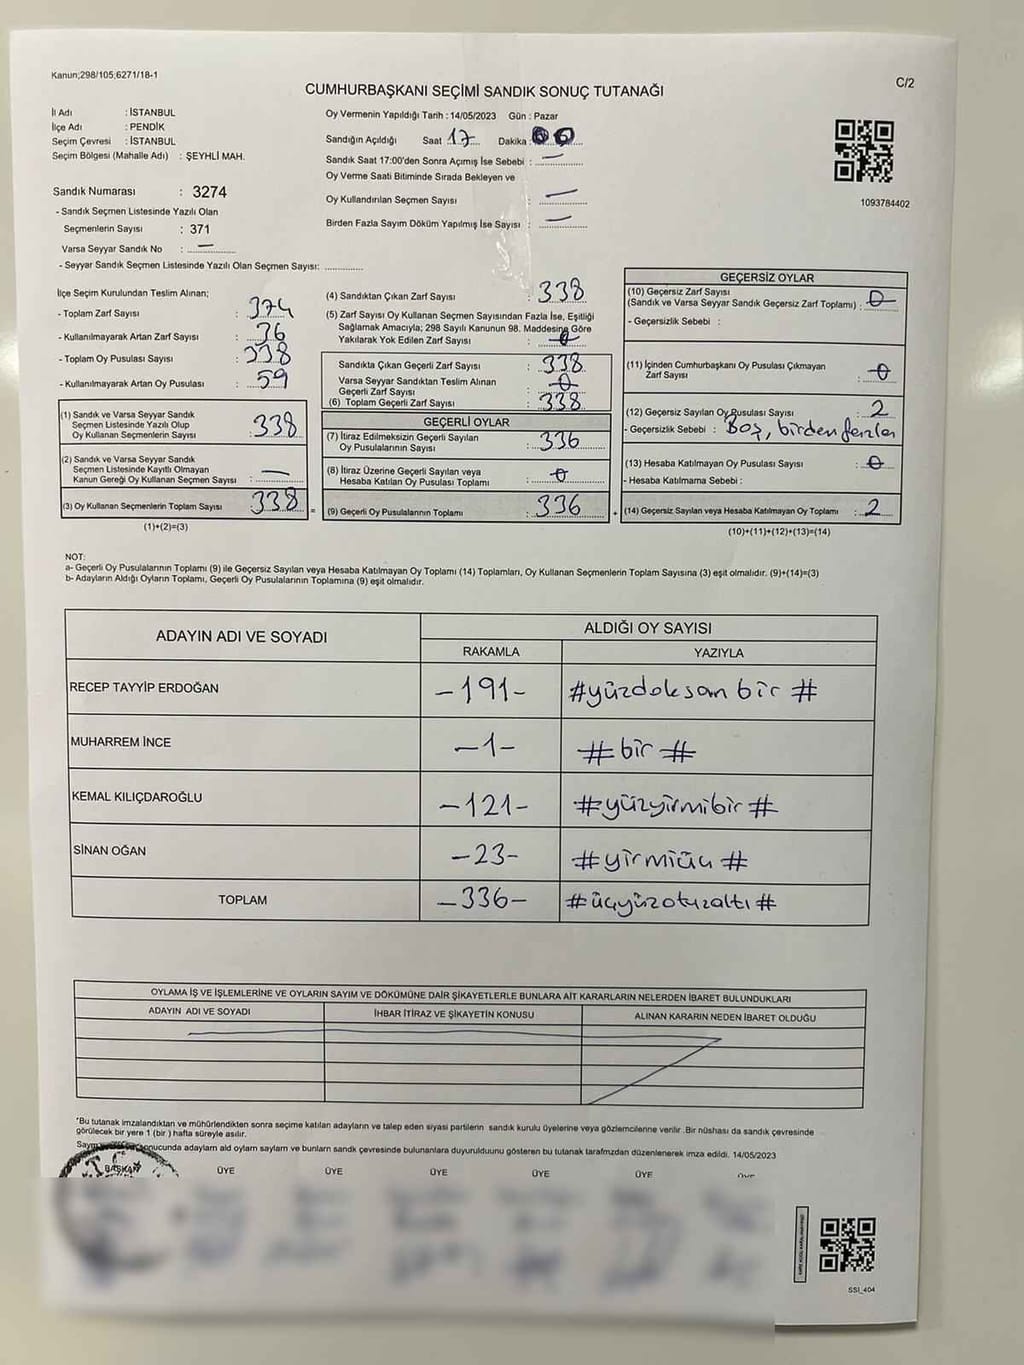 Kanun;298/105;6271/18-1
C/2
CUMHURBAŞKANI SEÇİMİ SANDIK SONUÇ TUTANAĞI
İl Adı : İSTANBUL
İlçe Adı : PENDİK
Seçim Çevresi : İSTANBUL
Seçim Bölgesi (Mahalle Adı) : ŞEYHLİ MAH.
Sandık Numarası : 3274
- Sandık Seçmen Listesinde Yazılı Olan
Seçmenlerin Sayısı : 371
Varsa Seyyar Sandık No : —
- Seyyar Sandık Seçmen Listesinde Yazılı Olan Seçmen Sayısı:
Oy Vermenin Yapıldığı Tarih : 14/05/2023 Gün : Pazar
Sandığın Açıldığı Saat 17 Dakika :
Sandık Saat 17:00'den Sonra Açımış İse Sebebi : —
Oy Verme Saati Bitiminde Sırada Bekleyen ve
Oy Kullandırılan Seçmen Sayısı : —
Birden Fazla Sayım Döküm Yapılmış İse Sayısı : —
1093784402
İlçe Seçim Kurulundan Teslim Alınan;
- Toplam Zarf Sayısı : 374
- Kullanılmayarak Artan Zarf Sayısı : 36
- Toplam Oy Pusulası Sayısı : 338
- Kullanılmayarak Artan Oy Pusulası : 59
(1) Sandık ve Varsa Seyyar Sandık
Seçmen Listesinde Yazılı Olup
Oy Kullanan Seçmenlerin Sayısı : 338
(2) Sandık ve Varsa Seyyar Sandık
Seçmen Listesinde Kayıtlı Olmayan
Kanun Gereği Oy Kullanan Seçmen Sayısı : —
(3) Oy Kullanan Seçmenlerin Toplam Sayısı : 338
(1)+(2)=(3)
(4) Sandıktan Çıkan Zarf Sayısı : 338
(5) Zarf Sayısı Oy Kullanan Seçmen Sayısından Fazla İse, Eşitliği
Sağlamak Amacıyla; 298 Sayılı Kanunun 98. Maddesine Göre
Yakılarak Yok Edilen Zarf Sayısı : 0
Sandıkta Çıkan Geçerli Zarf Sayısı : 338
Varsa Seyyar Sandıktan Teslim Alınan
Geçerli Zarf Sayısı : 0
(6) Toplam Geçerli Zarf Sayısı : 338
GEÇERLİ OYLAR
(7) İtiraz Edilmeksizin Geçerli Sayılan
Oy Pusulalarının Sayısı : 336
(8) İtiraz Üzerine Geçerli Sayılan veya
Hesaba Katılan Oy Pusulası Toplamı : 0
= (9) Geçerli Oy Pusulalarının Toplamı : 336
GEÇERSİZ OYLAR
(10) Geçersiz Zarf Sayısı
(Sandık ve Varsa Seyyar Sandık Geçersiz Zarf Toplamı) : 0
- Geçersizlik Sebebi :
(11) İçinden Cumhurbaşkanı Oy Pusulası Çıkmayan
Zarf Sayısı : 0
(12) Geçersiz Sayılan Oy Pusulası Sayısı : 2
- Geçersizlik Sebebi : Boş, birden fazla
(13) Hesaba Katılmayan Oy Pusulası Sayısı : 0
- Hesaba Katılmama Sebebi :
+ (14) Geçersiz Sayılan veya Hesaba Katılmayan Oy Toplamı : 2
(10)+(11)+(12)+(13)=(14)
NOT:
a- Geçerli Oy Pusulalarının Toplamı (9) ile Geçersiz Sayılan veya Hesaba Katılmayan Oy Toplamı (14) Toplamları, Oy Kullanan Seçmenlerin Toplam Sayısına (3) eşit olmalıdır. (9)+(14)=(3)
b- Adayların Aldığı Oyların Toplamı, Geçerli Oy Pusulalarının Toplamına (9) eşit olmalıdır.
ADAYIN ADI VE SOYADI
ALDIĞI OY SAYISI
RAKAMLA YAZIYLA
RECEP TAYYİP ERDOĞAN -191- #yüzdoksan bir #
MUHARREM İNCE -1- # bir #
KEMAL KILIÇDAROĞLU -121- #yüzyirmibir #
SİNAN OĞAN -23- #yirmiüç #
TOPLAM -336- #üçyüzotuzaltı #
OYLAMA İŞ VE İŞLEMLERİNE VE OYLARIN SAYIM VE DÖKÜMÜNE DAİR ŞİKAYETLERLE BUNLARA AİT KARARLARIN NELERDEN İBARET BULUNDUKLARI
ADAYIN ADI VE SOYADI İHBAR İTİRAZ VE ŞİKAYETİN KONUSU ALINAN KARARIN NEDEN İBARET OLDUĞU
*Bu tutanak imzalandıktan ve mühürlendikten sonra seçime katılan adayların ve talep eden siyasi partilerin sandık kurulu üyelerine veya gözlemcilerine verilir. Bir nüshası da sandık çevresinde
görülecek bir yere 1 (bir) hafta süreyle asılır.
sonucunda adayların ald oyların sayların ve bunların sandık çevresinde bulunanlara duyurulduunu gösteren bu tutanak tarafmzdan düzenlenerek imza edildi. 14/05/2023
BAŞKAN ÜYE ÜYE ÜYE ÜYE ÜYE
SSI_404